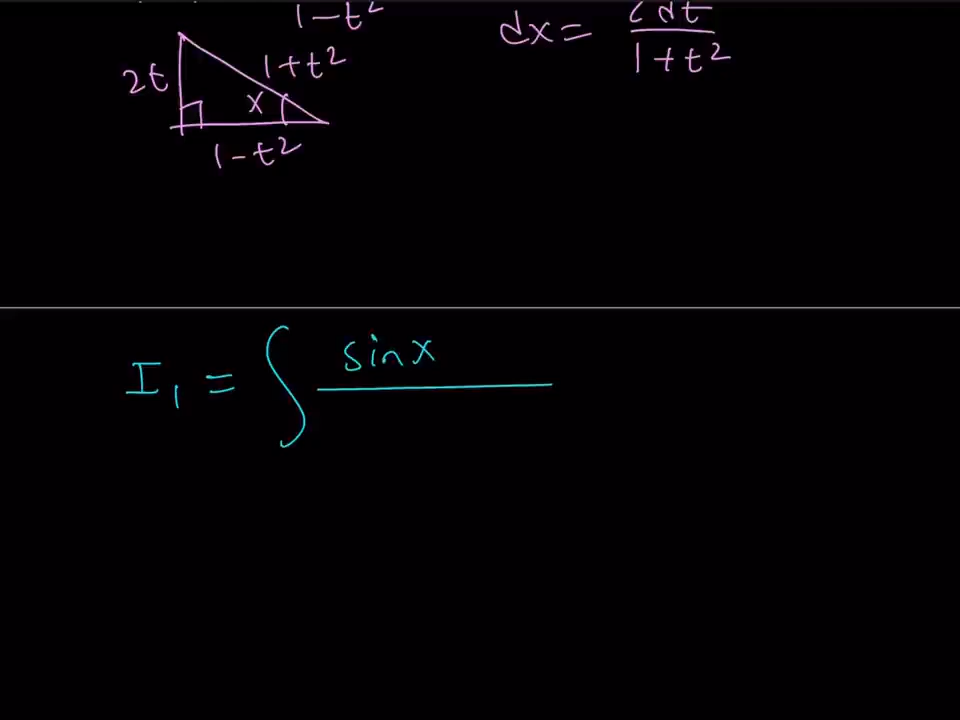 1-t²
dx = 2dt / 1+t²
1+t²
2t
x
1-t²
I₁ = ∫ sinx